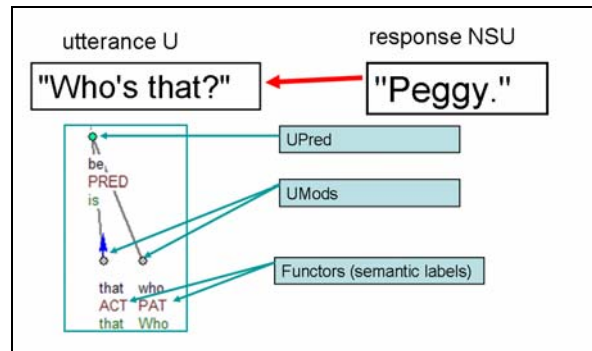 utterance U
response NSU
"Who's that?"
"Peggy."
UPred
be
PRED
is
UMods
Functors (semantic labels)
that who
ACT PAT
that Who